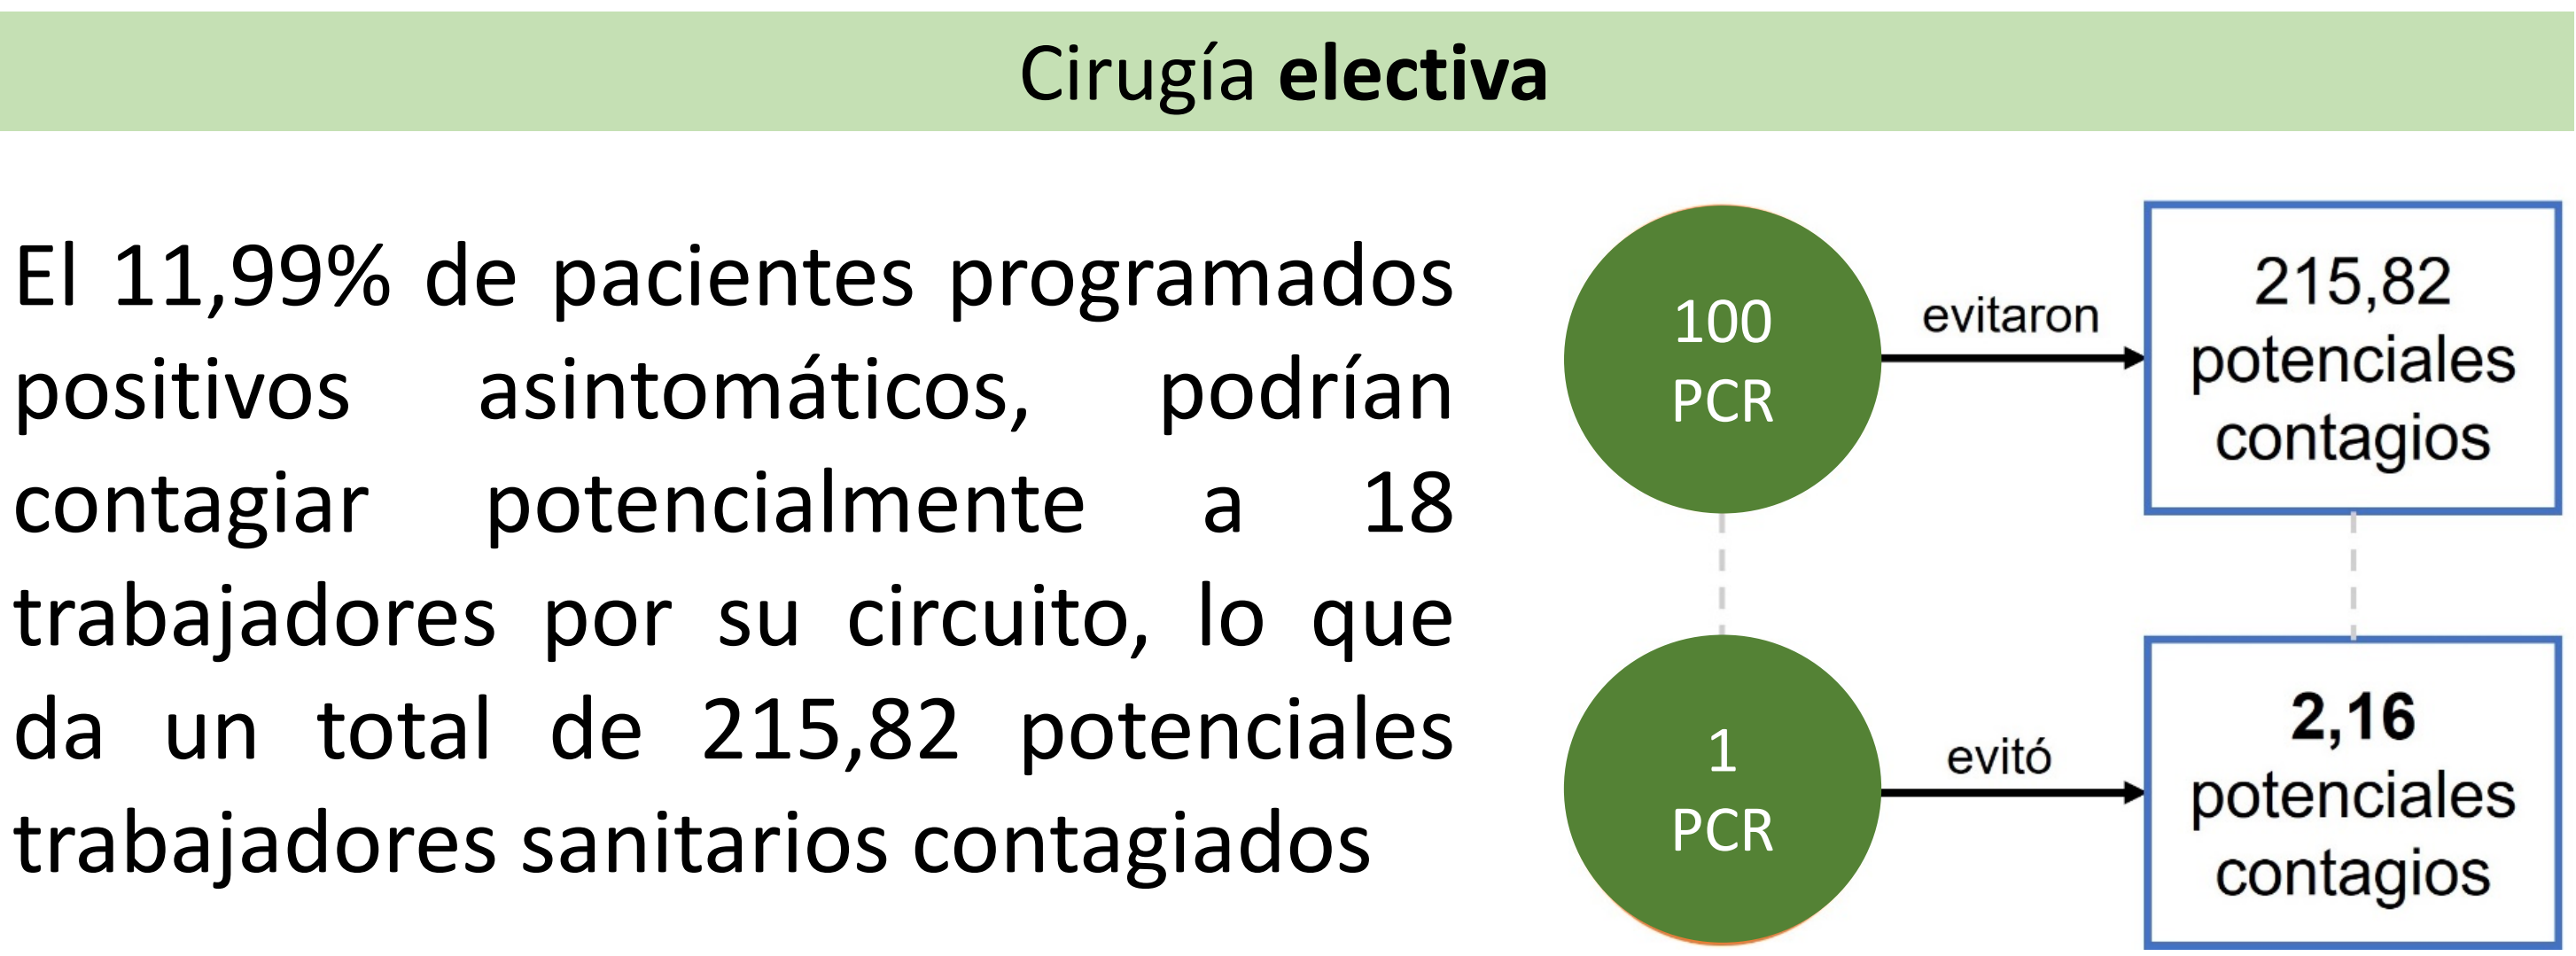 Cirugía electiva
El 11,99% de pacientes programados
positivos asintomáticos, podrían
contagiar potencialmente a 18
trabajadores por su circuito, lo que
da un total de 215,82 potenciales
trabajadores sanitarios contagiados
100
PCR
evitaron
215,82
potenciales
contagios
1
PCR
evitó
2,16
potenciales
contagios